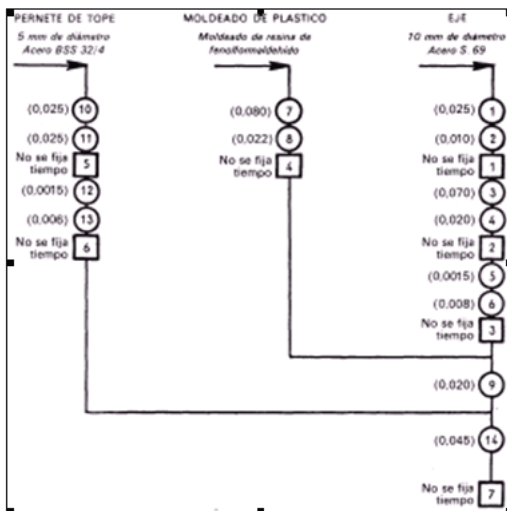 PERNETE DE TOPE
5 mm de diámetro
Acero BSS 32/4
(0,025) 10
(0,025) 11
No se fija
tiempo 5
(0,0015) 12
(0,006) 13
No se fija
tiempo 6
MOLDEADO DE PLASTICO
Moldeado de resina de
fenolformoldehido
(0,080) 7
(0,022) 8
No se fija
tiempo 4
EJE
10 mm de diámetro
Acero S. 69
(0,025) 1
(0,010) 2
No se fija
tiempo 1
(0,070) 3
(0,020) 4
No se fija
tiempo 2
(0,0015) 5
(0,008) 6
No se fija
tiempo 3
(0,020) 9
(0,045) 14
No se fija
tiempo 7